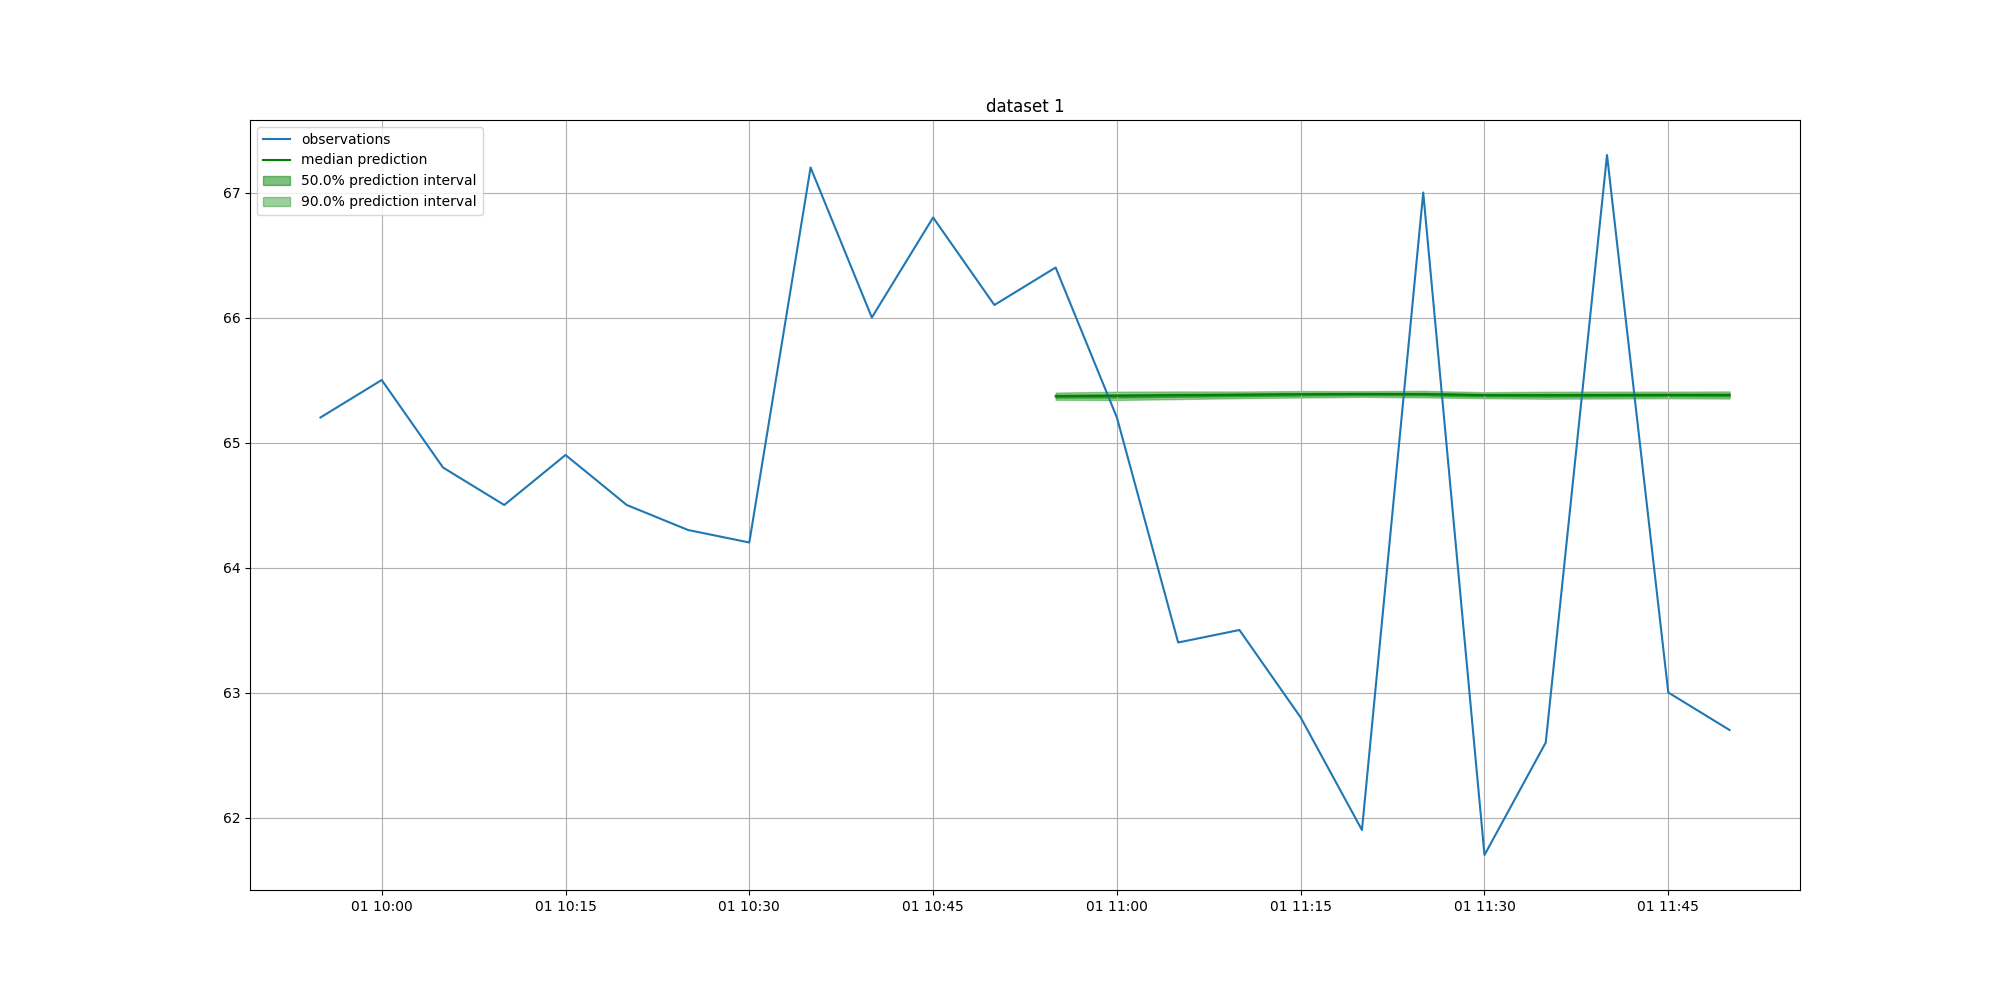 dataset 1
observations
median prediction
50.0% prediction interval
90.0% prediction interval
67
66
65
64
63
62
01 10:00 01 10:15 01 10:30 01 10:45 01 11:00 01 11:15 01 11:30 01 11:45